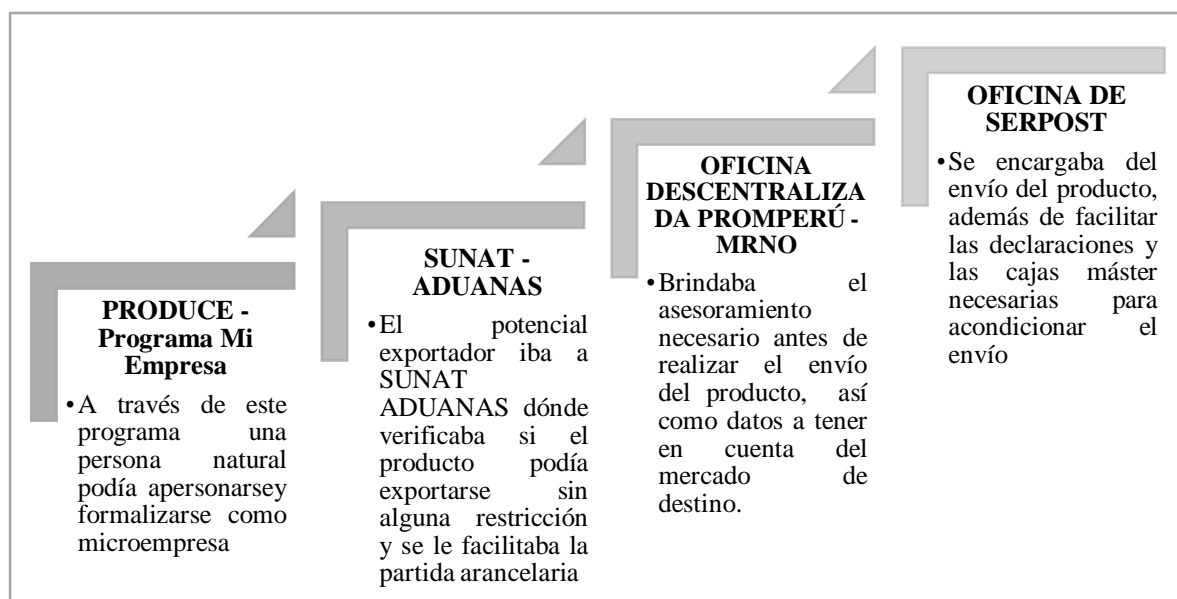 PRODUCE -
Programa Mi
Empresa
•A través de este
programa una
persona natural
podía apersonarsey
formalizarse como
microempresa
SUNAT -
ADUANAS
•El potencial
exportador iba a
SUNAT
ADUANAS dónde
verificaba si el
producto podía
exportarse sin
alguna restricción
y se le facilitaba la
partida arancelaria
OFICINA
DESCENTRALIZA
DA PROMPERÚ -
MRNO
•Brindaba el
asesoramiento
necesario antes de
realizar el envío
del producto, así
como datos a tener
en cuenta del
mercado de
destino.
OFICINA DE
SERPOST
•Se encargaba del
envío del producto,
además de facilitar
las declaraciones y
las cajas máster
necesarias para
acondicionar el
envío